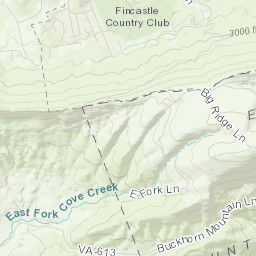 Fincastle
Country Club
3000 ft
Big Ridge Ln
E
East Fork Cove Creek
E Fork Ln
Buckhorn Mountain Ln
VA-613
U N T